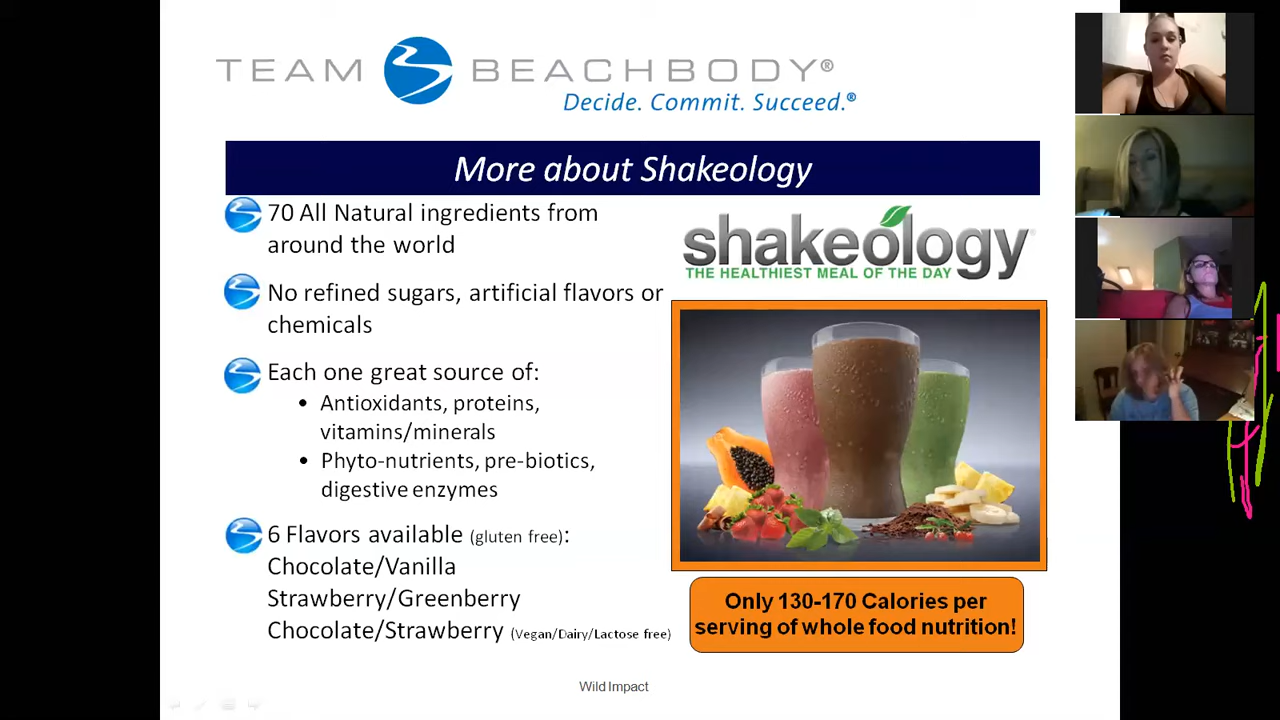 TEAM BEACHBODY®
Decide. Commit. Succeed.®
More about Shakeology
70 All Natural ingredients from
around the world
No refined sugars, artificial flavors or
chemicals
Each one great source of:
• Antioxidants, proteins,
vitamins/minerals
• Phyto-nutrients, pre-biotics,
digestive enzymes
6 Flavors available (gluten free):
Chocolate/Vanilla
Strawberry/Greenberry
Chocolate/Strawberry (Vegan/Dairy/Lactose free)
shakeology
THE HEALTHIEST MEAL OF THE DAY
Only 130-170 Calories per
serving of whole food nutrition!
Wild Impact